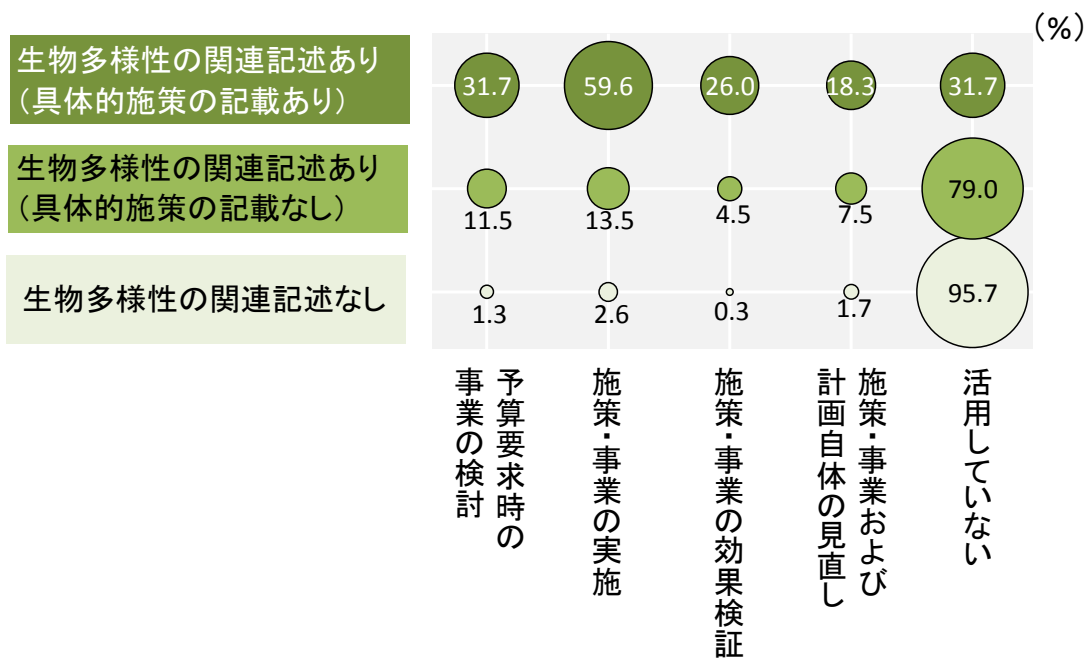 (%)
生物多様性の関連記述あり
（具体的施策の記載あり）
31.7
59.6
26.0
18.3
31.7
生物多様性の関連記述あり
（具体的施策の記載なし）
11.5
13.5
4.5
7.5
79.0
生物多様性の関連記述なし
1.3
2.6
0.3
1.7
95.7
予算要求時の
事業の検討
施策・事業の実施
施策・事業の効果検証
施策・事業および
計画自体の見直し
活用していない